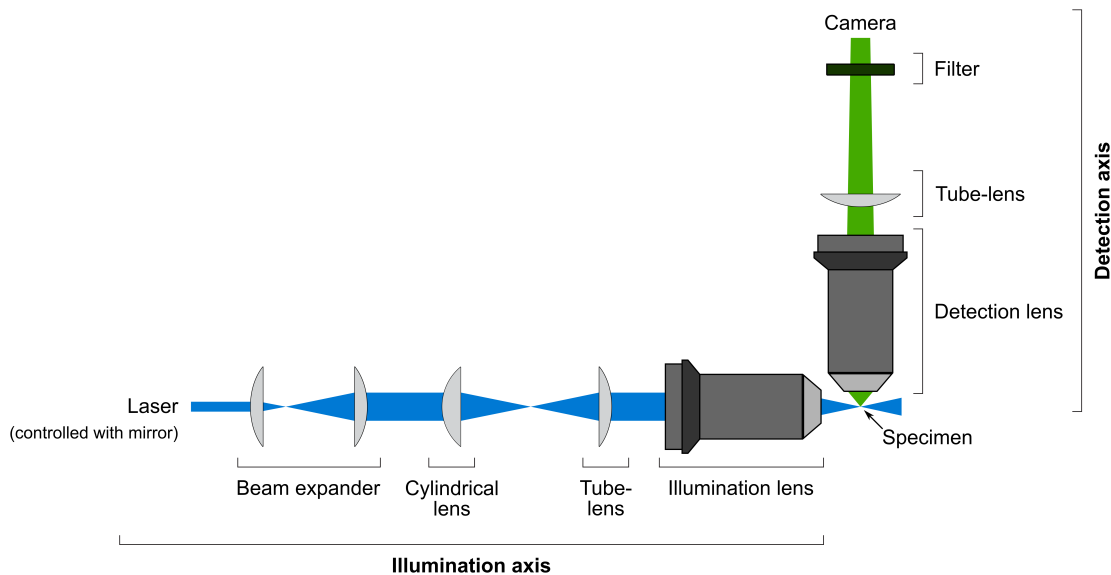 Camera
Filter
Tube-lens
Detection lens
Detection axis
Laser
(controlled with mirror)
Specimen
Beam expander
Cylindrical
lens
Tube-
lens
Illumination lens
Illumination axis